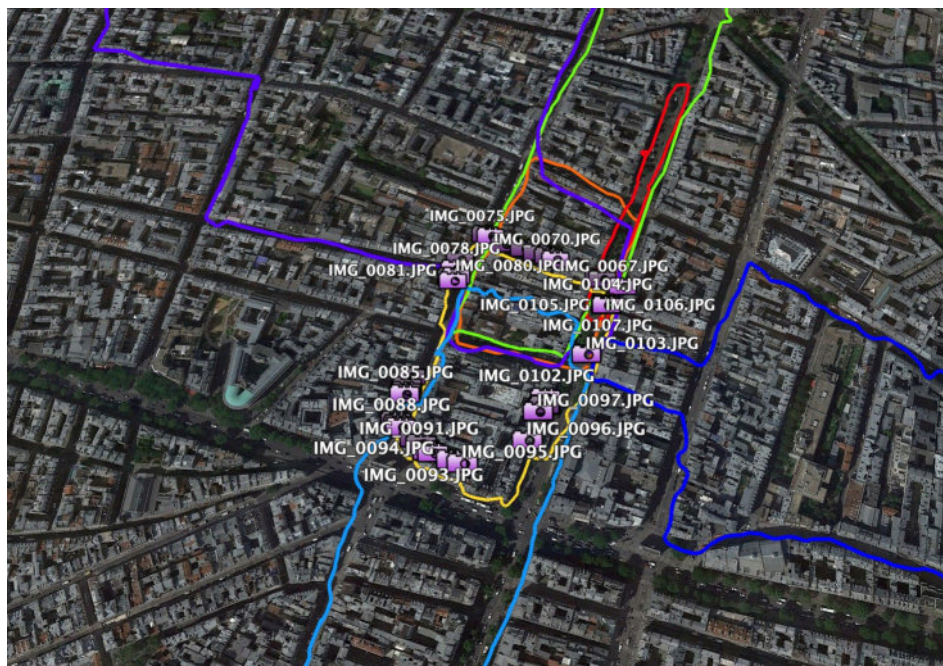 IMG_0075.JPG
IMG_0070.JPG
IMG_0078.JPG
IMG_0080.JPG
IMG_0067.JPG
IMG_0081.JPG
IMG_0104.JPG
IMG_0105.JPG
IMG_0106.JPG
IMG_0107.JPG
IMG_0103.JPG
IMG_0085.JPG
IMG_0102.JPG
IMG_0088.JPG
IMG_0097.JPG
IMG_0091.JPG
IMG_0096.JPG
IMG_0094.JPG
IMG_0095.JPG
IMG_0093.JPG